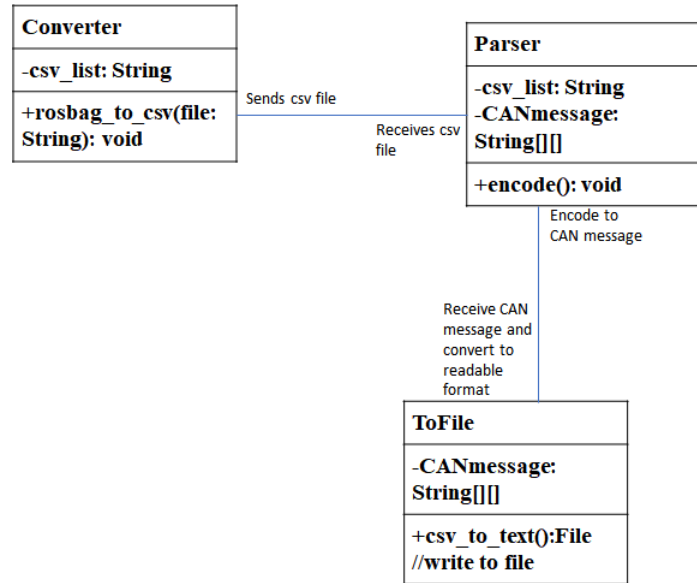 Converter
-csv_list: String
+rosbag_to_csv(file:
String): void
Sends csv file
Receives csv
file
Parser
-csv_list: String
-CANmessage:
String[][]
+encode(): void
Encode to
CAN message
Receive CAN
message and
convert to
readable
format
ToFile
-CANmessage:
String[][]
+csv_to_text():File
//write to file